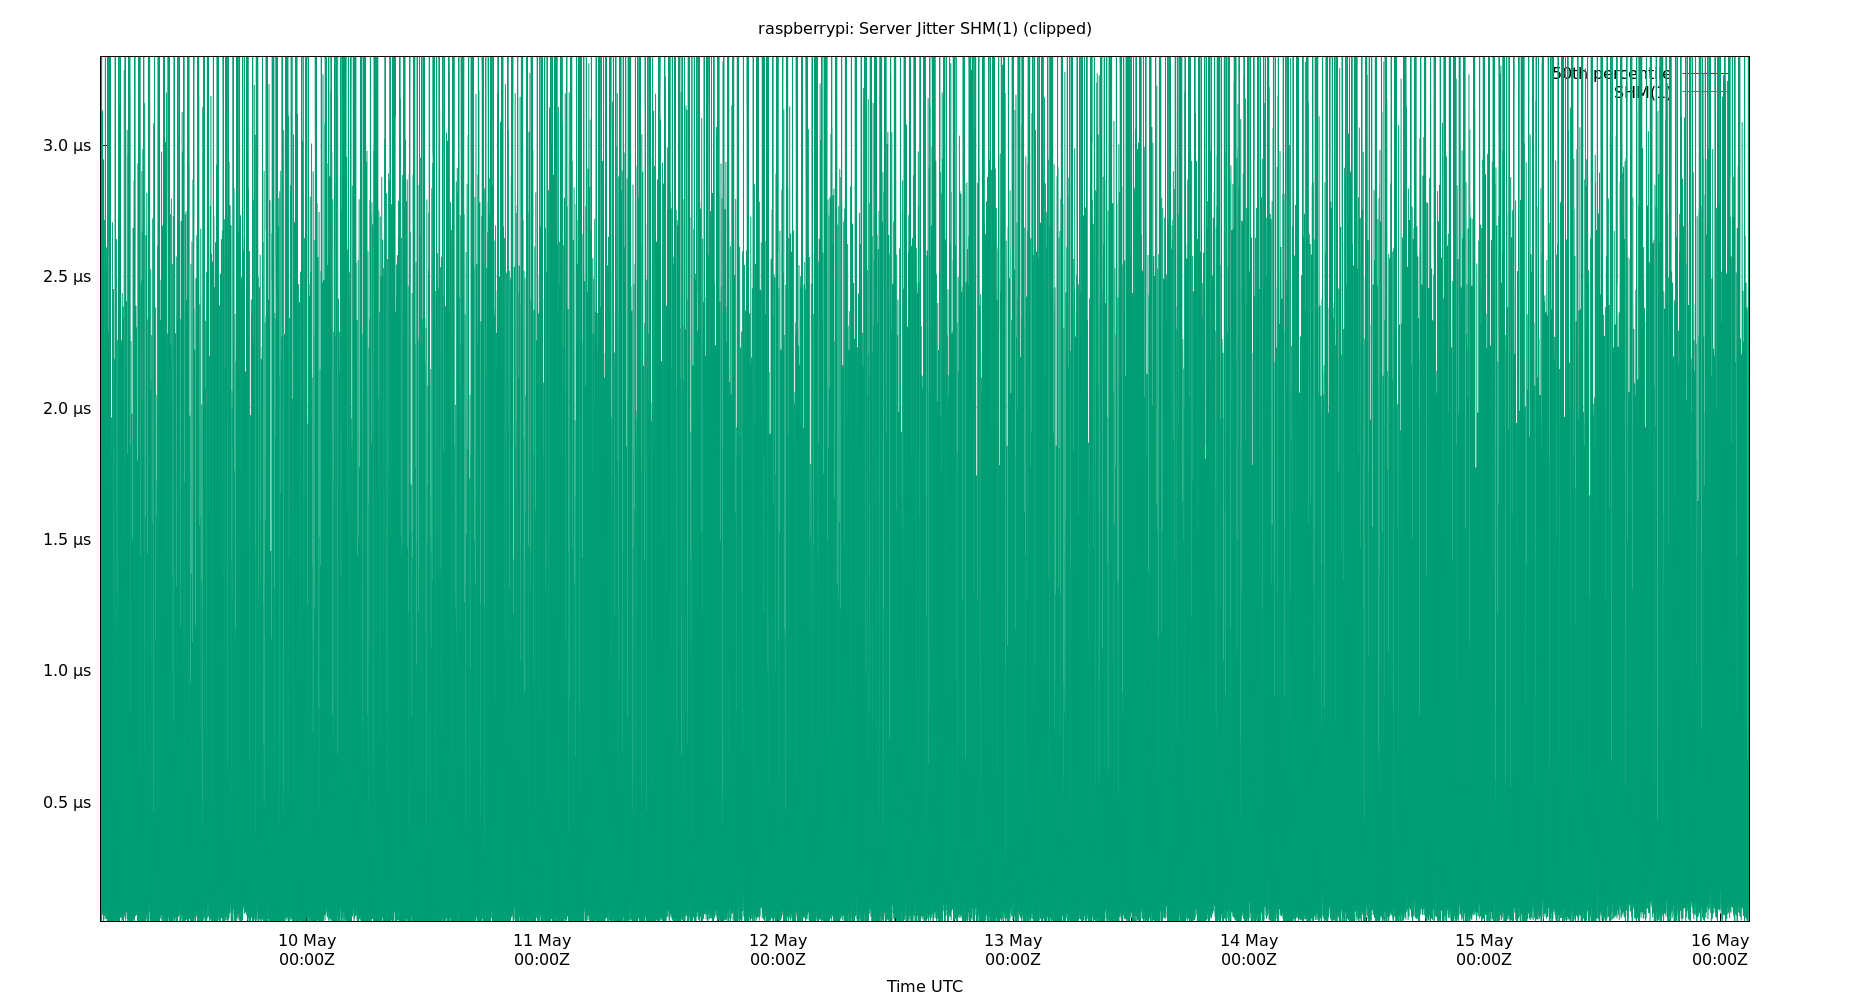 raspberrypi: Server Jitter SHM(1) (clipped)
50th percentile
SHM(1)
3.0 µs
2.5 µs
2.0 µs
1.5 µs
1.0 µs
0.5 µs
10 May 11 May 12 May 13 May 14 May 15 May 16 May
00:00Z 00:00Z 00:00Z 00:00Z 00:00Z 00:00Z 00:00Z
Time UTC